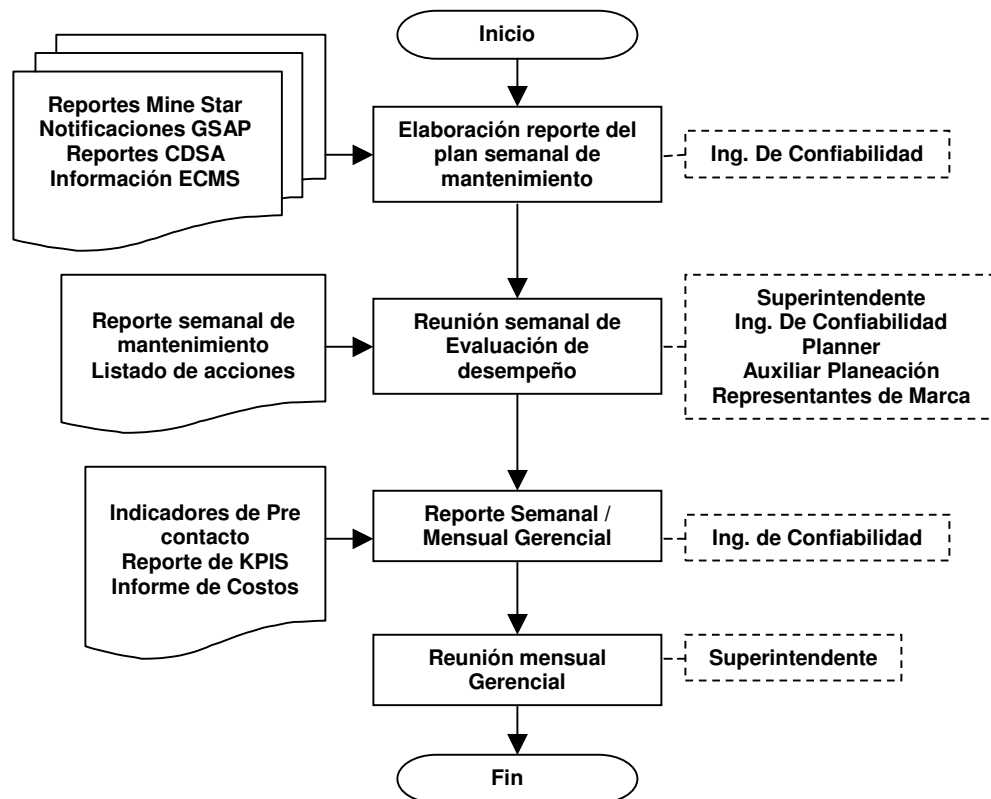 Inicio
Reportes Mine Star
Notificaciones GSAP
Reportes CDSA
Información ECMS
Elaboración reporte del
plan semanal de
mantenimiento
Ing. De Confiabilidad
Reporte semanal de
mantenimiento
Listado de acciones
Reunión semanal de
Evaluación de
desempeño
Superintendente
Ing. De Confiabilidad
Planner
Auxiliar Planeación
Representantes de Marca
Indicadores de Pre
contacto
Reporte de KPIS
Informe de Costos
Reporte Semanal /
Mensual Gerencial
Ing. de Confiabilidad
Reunión mensual
Gerencial
Superintendente
Fin